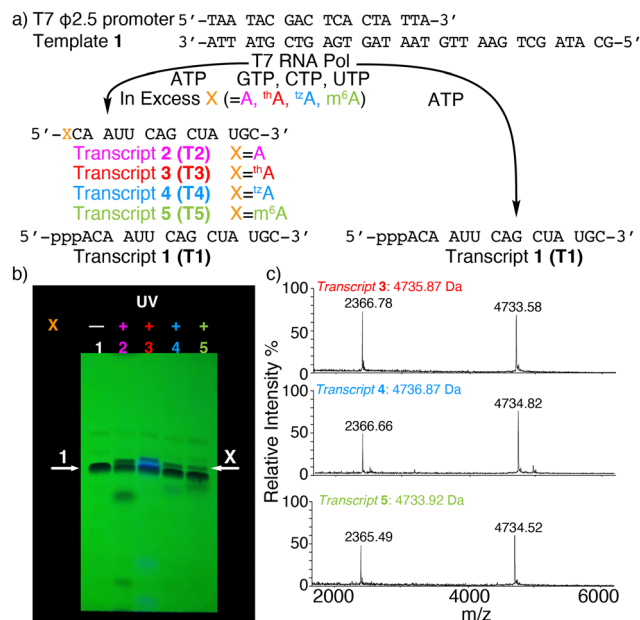 a) T7 ϕ2.5 promoter 5′-TAA TAC GAC T CA CTA TTA-3′
Template 1 3′-ATT ATG CTG AGT GAT AAT GTT AAG TCG ATA CG-5′
T7 RNA Pol
ATP GTP, CTP, UTP
In Excess X (=A, thA, tzA, m6A) ATP
5′-XCA AUU CAG CUA UGC-3′
Transcript 2 (T2) X=A
Transcript 3 (T3) X=thA
Transcript 4 (T4) X=tzA
Transcript 5 (T5) X=m6A
5′-pppACA AUU CAG CUA UGC-3′ 5′-pppACA AUU CAG CUA UGC-3′
Transcript 1 (T1) Transcript 1 (T1)
b)
UV
X — + + + +
1 2 3 4 5
1 X
c)
Relative Intensity %
Transcript 3: 4735.87 Da
100
50
0
2366.78 4733.58
Transcript 4: 4736.87 Da
100
50
0
2366.66 4734.82
Transcript 5: 4733.92 Da
100
50
0
2365.49 4734.52
2000 4000 6000
m/z